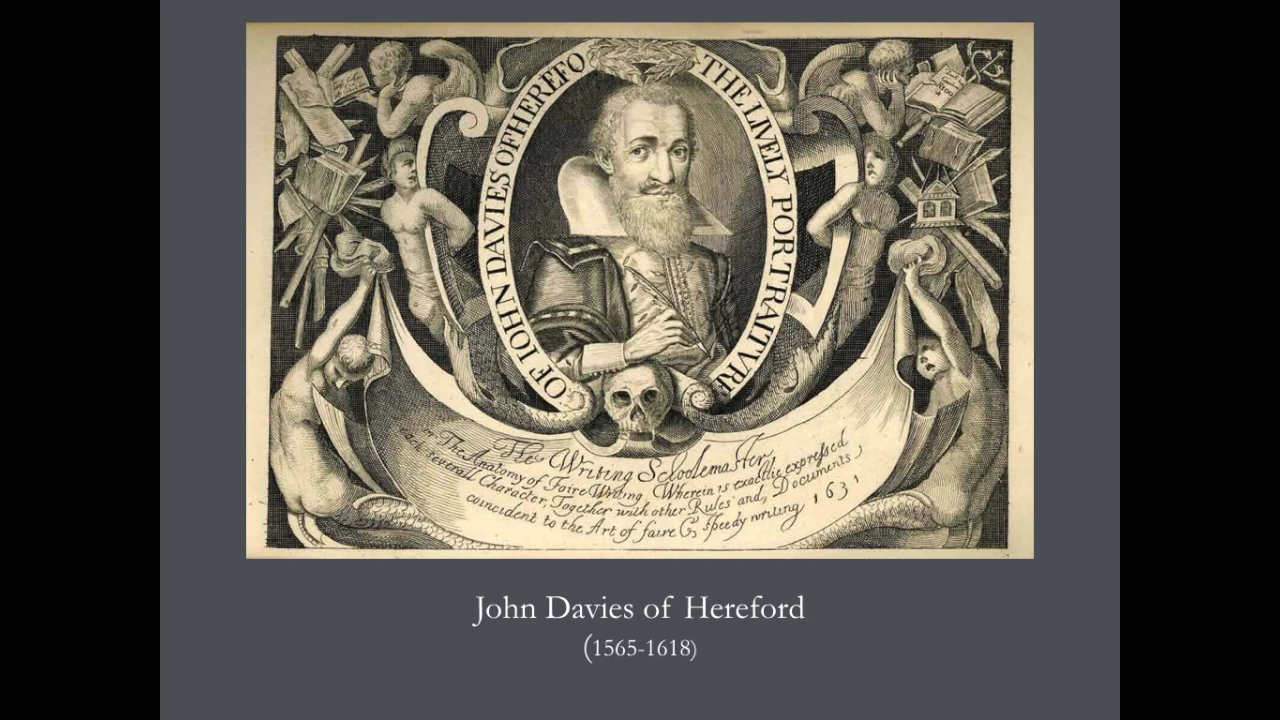 THE LIVELY PORTRAITVRE
OF IOHN DAVIES OF HEREFO
The Writing Scoolemaster,
or The Anatomy of Faire Writing, Wherein is exactlie expressed
each severall Character, Together with other Rules and, Documents,
coincident to the Art of faire & speedy writing 1631
John Davies of Hereford
(1565-1618)